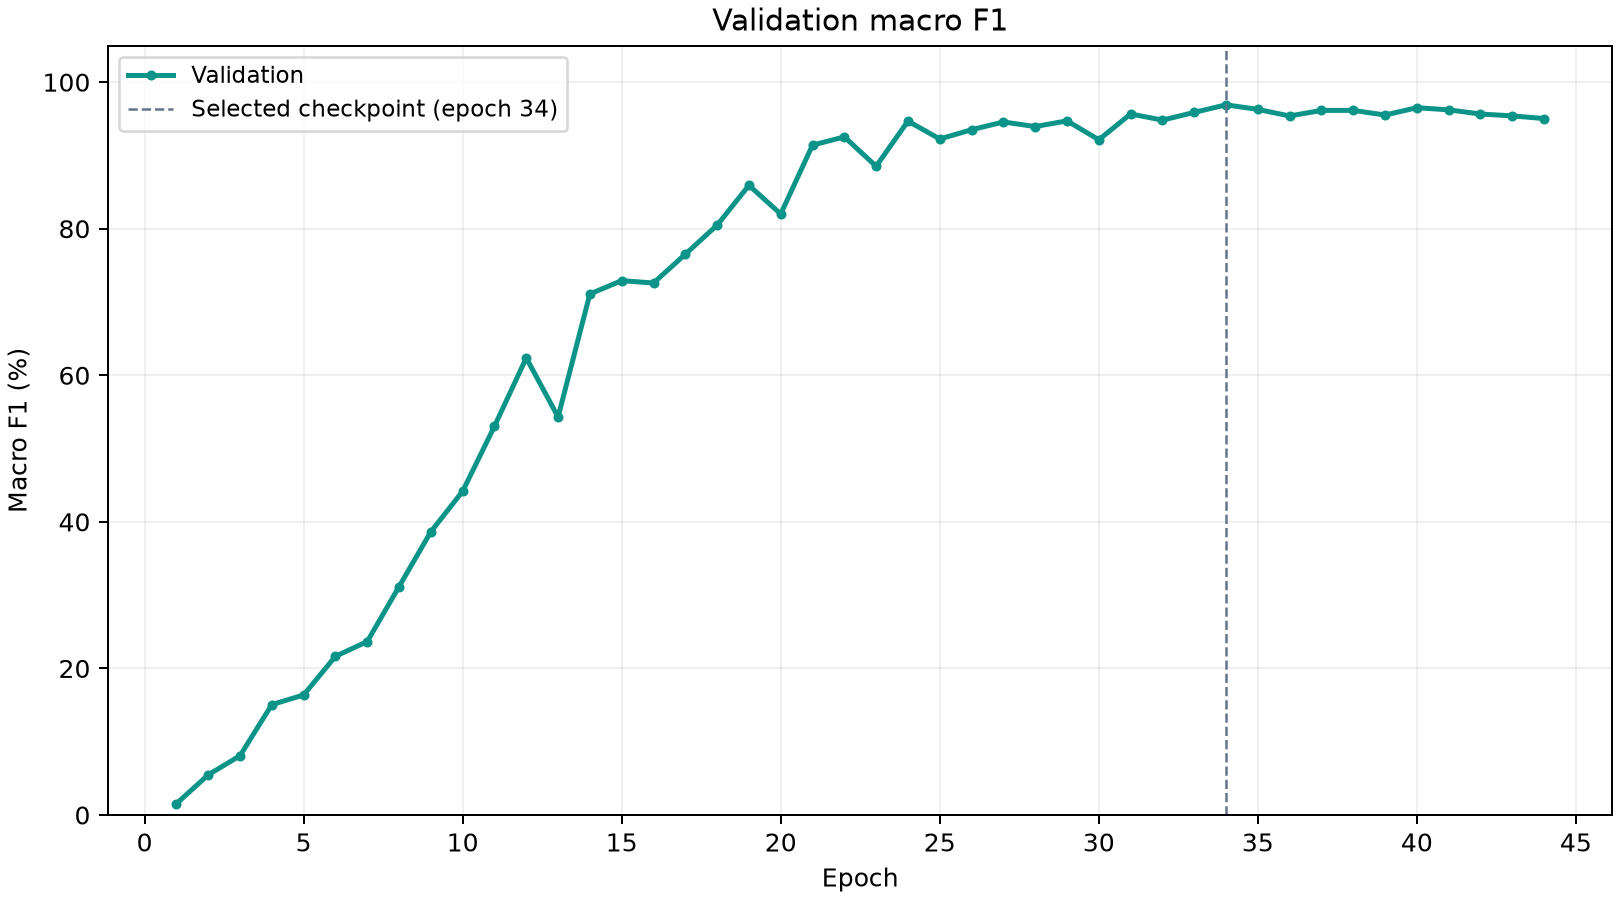 Validation macro F1
Validation
Selected checkpoint (epoch 34)
Macro F1 (%)
100
80
60
40
20
0
0 5 10 15 20 25 30 35 40 45
Epoch